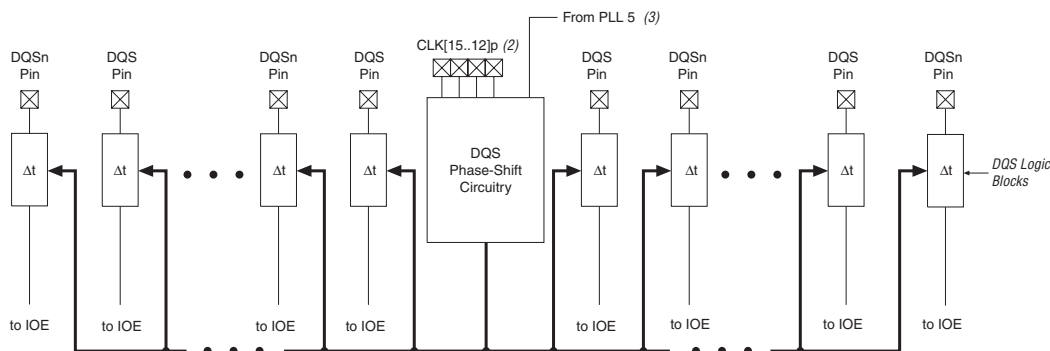 From PLL 5 (3)
CLK[15..12]p (2)
DQSn
Pin
DQS
Pin
DQSn
Pin
DQS
Pin
DQS
Pin
DQSn
Pin
DQS
Pin
DQSn
Pin
Δt
Δt
Δt
Δt
DQS
Phase-Shift
Circuitry
Δt
Δt
Δt
Δt
DQS Logic
Blocks
to IOE
to IOE
to IOE
to IOE
to IOE
to IOE
to IOE
to IOE